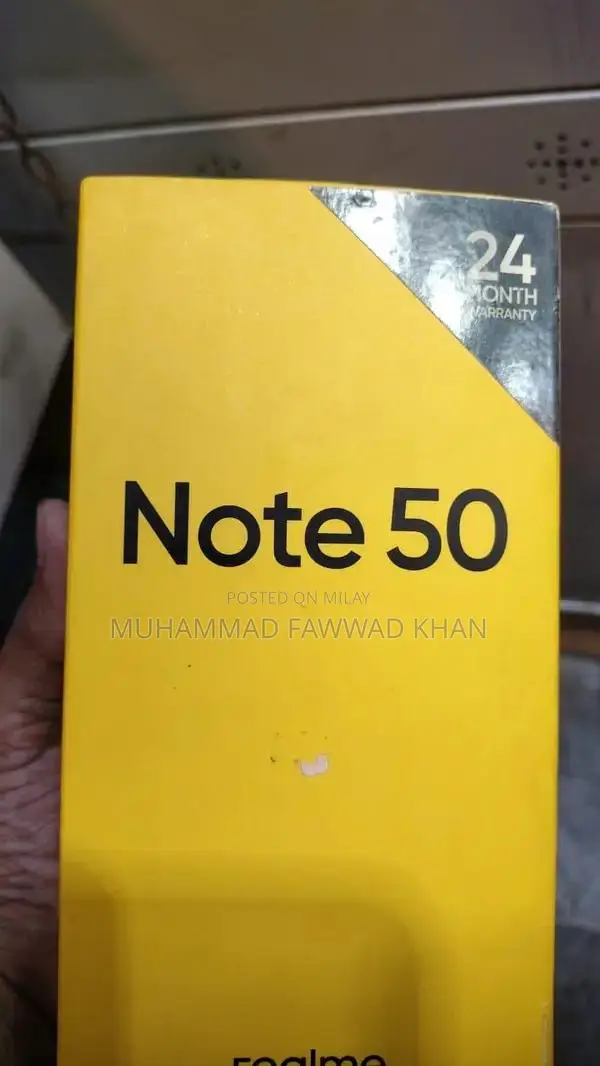 24
MONTH
WARRANTY
Note 50
POSTED ON MILAY
MUHAMMAD FAWWAD KHAN
realme